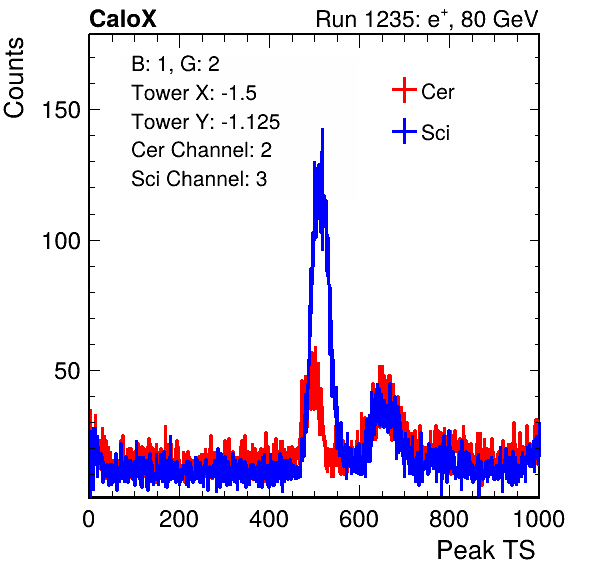 CaloX Run 1235: e⁺, 80 GeV
Counts
B: 1, G: 2
Tower X: -1.5
Tower Y: -1.125
Cer Channel: 2
Sci Channel: 3
Cer
Sci
150
100
50
0 200 400 600 800 1000
Peak TS